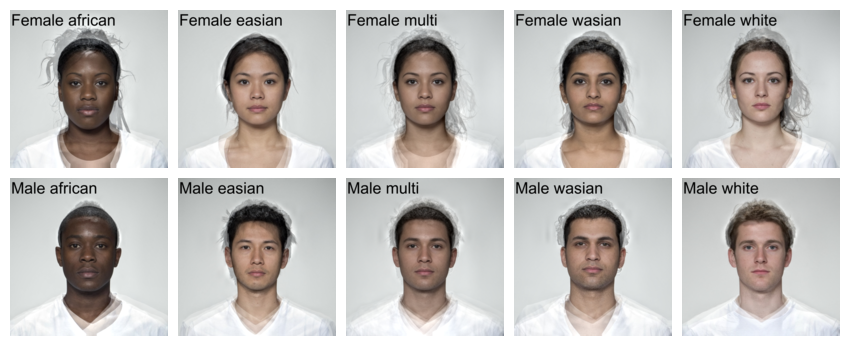 Female african
Female easian
Female multi
Female wasian
Female white
Male african
Male easian
Male multi
Male wasian
Male white